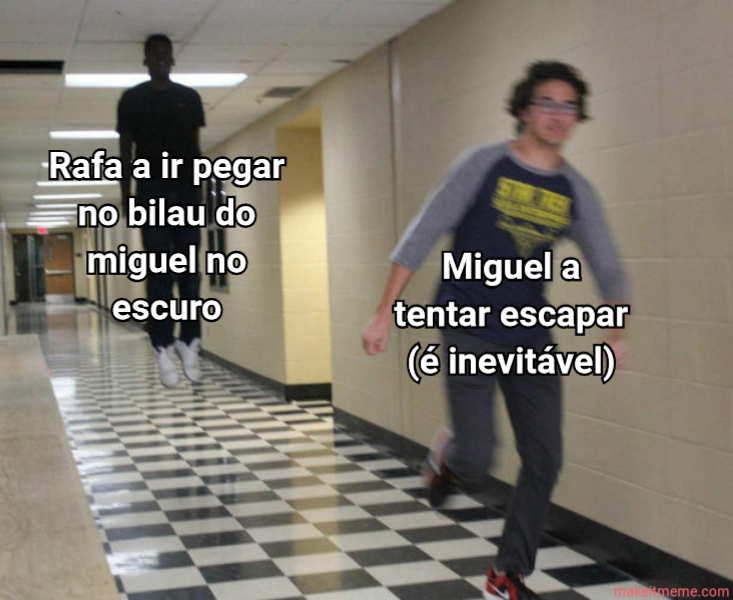 Rafa a ir pegar
no bilau do
miguel no
escuro
Miguel a
tentar escapar
(é inevitável)
makeitmeme.com